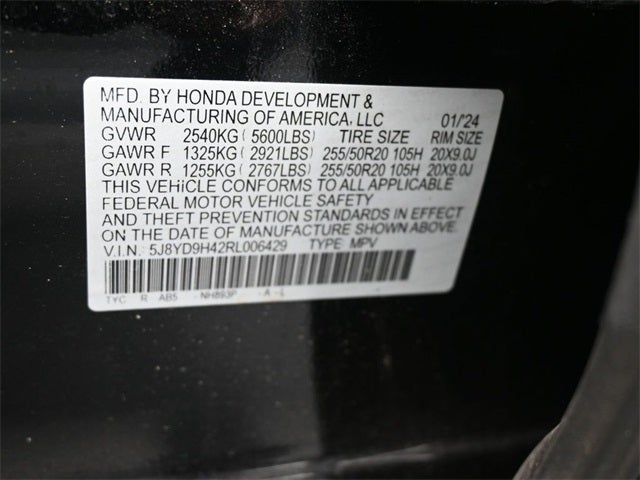 MFD. BY HONDA DEVELOPMENT &
MANUFACTURING OF AMERICA, LLC 01/'24
GVWR 2540KG ( 5600LBS) TIRE SIZE RIM SIZE
GAWR F 1325KG ( 2921LBS) 255/50R20 105H 20X9.0J
GAWR R 1255KG ( 2767LBS) 255/50R20 105H 20X9.0J
THIS VEHICLE CONFORMS TO ALL APPLICABLE
FEDERAL MOTOR VEHICLE SAFETY
AND THEFT PREVENTION STANDARDS IN EFFECT
ON THE DATE OF MANUFACTURE SHOWN ABOVE.
V.I.N. 5J8YD9H42RL006429 TYPE: MPV
TYC R AB5 NH893P -A -L